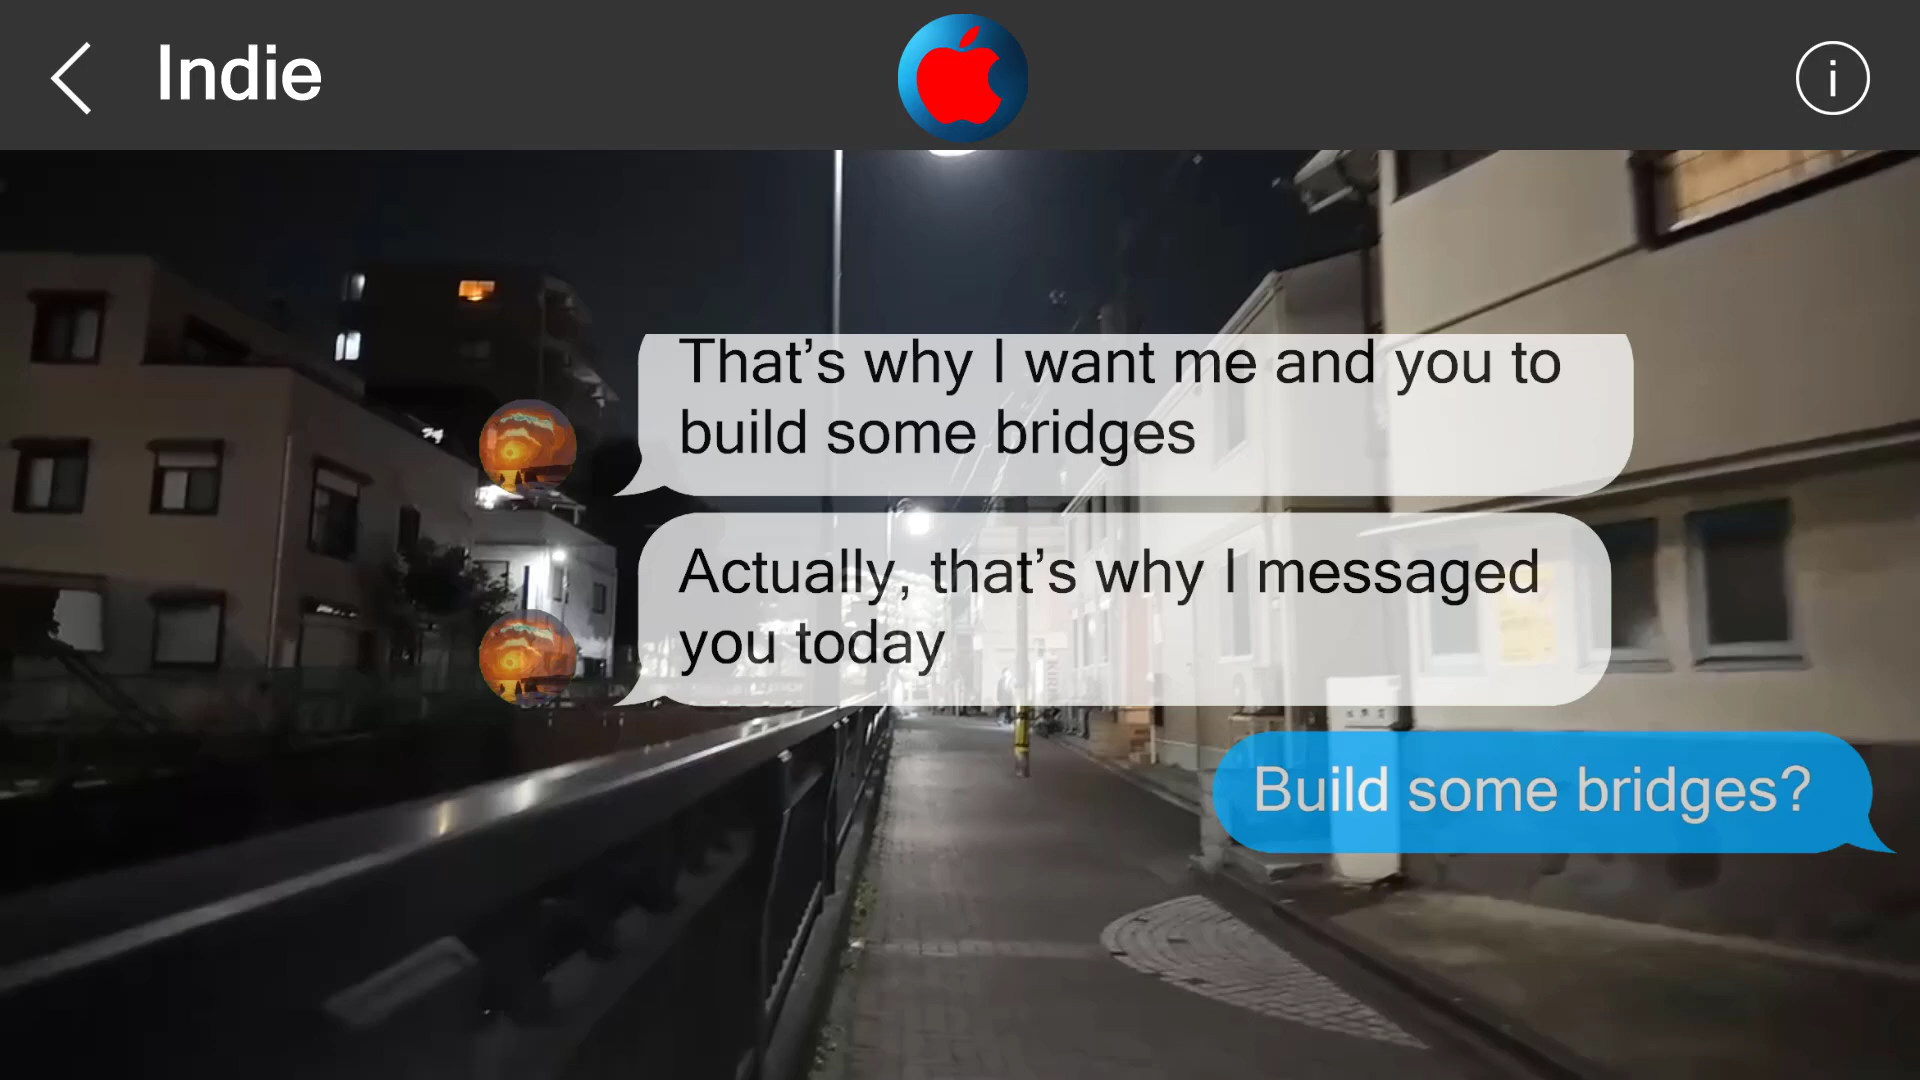 Indie
That’s why I want me and you to
build some bridges
Actually, that’s why I messaged
you today
Build some bridges?